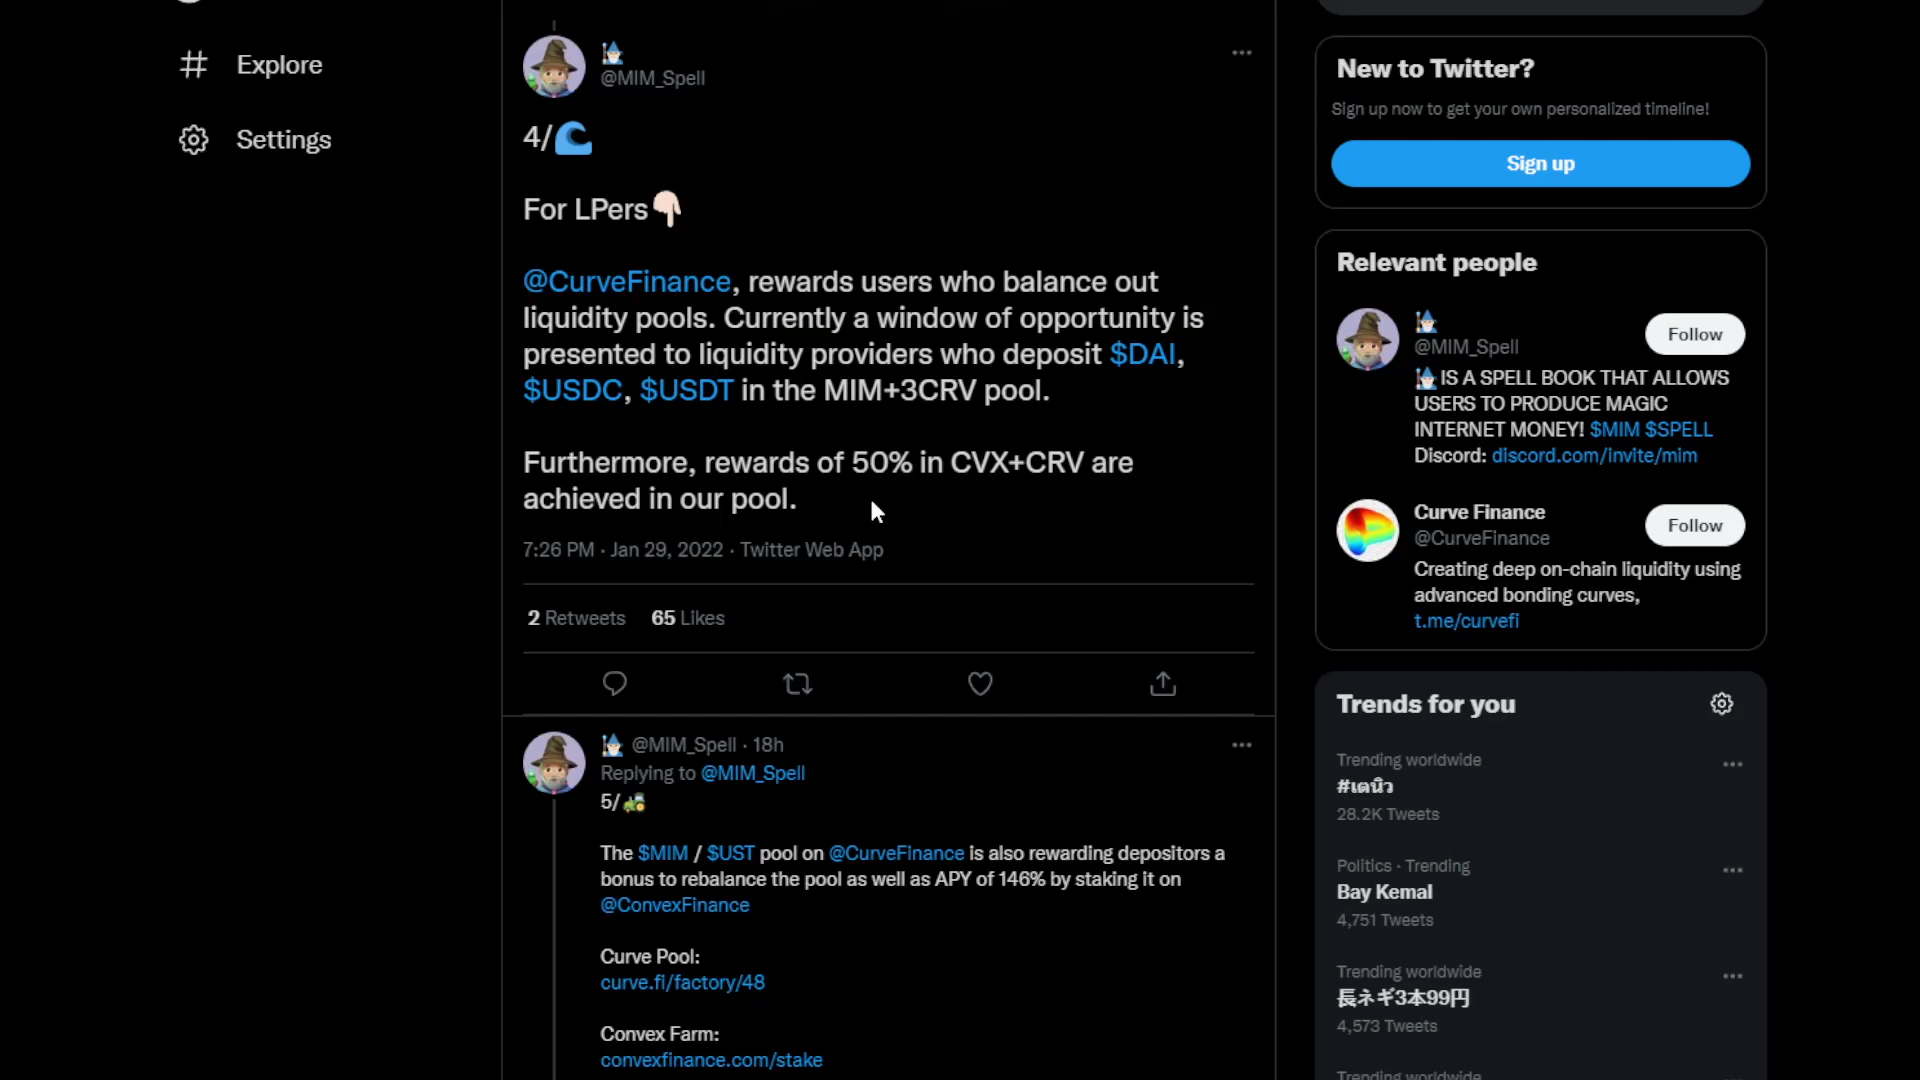 Explore
Settings
@MIM_Spell
4/
For LPers
@CurveFinance, rewards users who balance out
liquidity pools. Currently a window of opportunity is
presented to liquidity providers who deposit $DAI,
$USDC, $USDT in the MIM+3CRV pool.
Furthermore, rewards of 50% in CVX+CRV are
achieved in our pool.
7:26 PM · Jan 29, 2022 · Twitter Web App
2 Retweets 65 Likes
@MIM_Spell · 18h
Replying to @MIM_Spell
5/
The $MIM / $UST pool on @CurveFinance is also rewarding depositors a
bonus to rebalance the pool as well as APY of 146% by staking it on
@ConvexFinance
Curve Pool:
curve.fi/factory/48
Convex Farm:
convexfinance.com/stake
New to Twitter?
Sign up now to get your own personalized timeline!
Sign up
Relevant people
@MIM_Spell
Follow
IS A SPELL BOOK THAT ALLOWS
USERS TO PRODUCE MAGIC
INTERNET MONEY! $MIM $SPELL
Discord: discord.com/invite/mim
Curve Finance
@CurveFinance
Follow
Creating deep on-chain liquidity using
advanced bonding curves,
t.me/curvefi
Trends for you
Trending worldwide
#เตนิว
28.2K Tweets
Politics · Trending
Bay Kemal
4,751 Tweets
Trending worldwide
長ネギ3本99円
4,573 Tweets
Trending worldwide